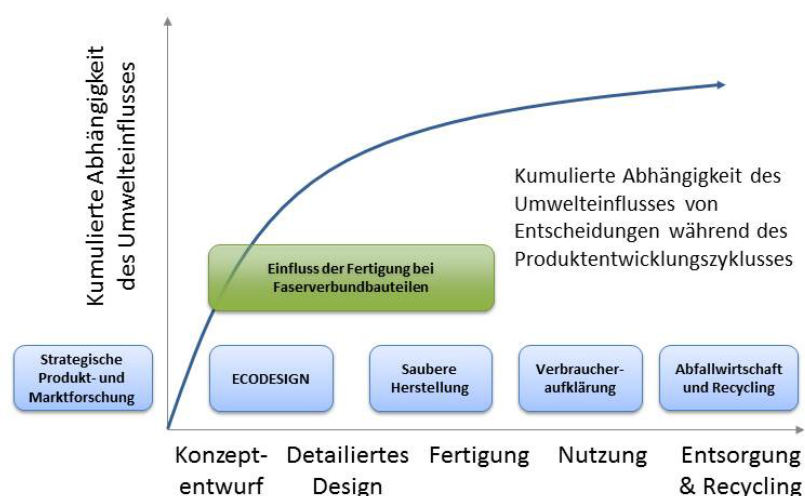 Kumulierte Abhängigkeit
des Umwelteinflusses
Kumulierte Abhängigkeit des
Umwelteinflusses von
Entscheidungen während des
Produktentwicklungszyklusses
Einfluss der Fertigung bei
Faserverbundbauteilen
Strategische
Produkt- und
Marktforschung
ECODESIGN
Saubere
Herstellung
Verbraucher-
aufklärung
Abfallwirtschaft
und Recycling
Konzept-
entwurf
Detailiertes
Design
Fertigung
Nutzung
Entsorgung
& Recycling